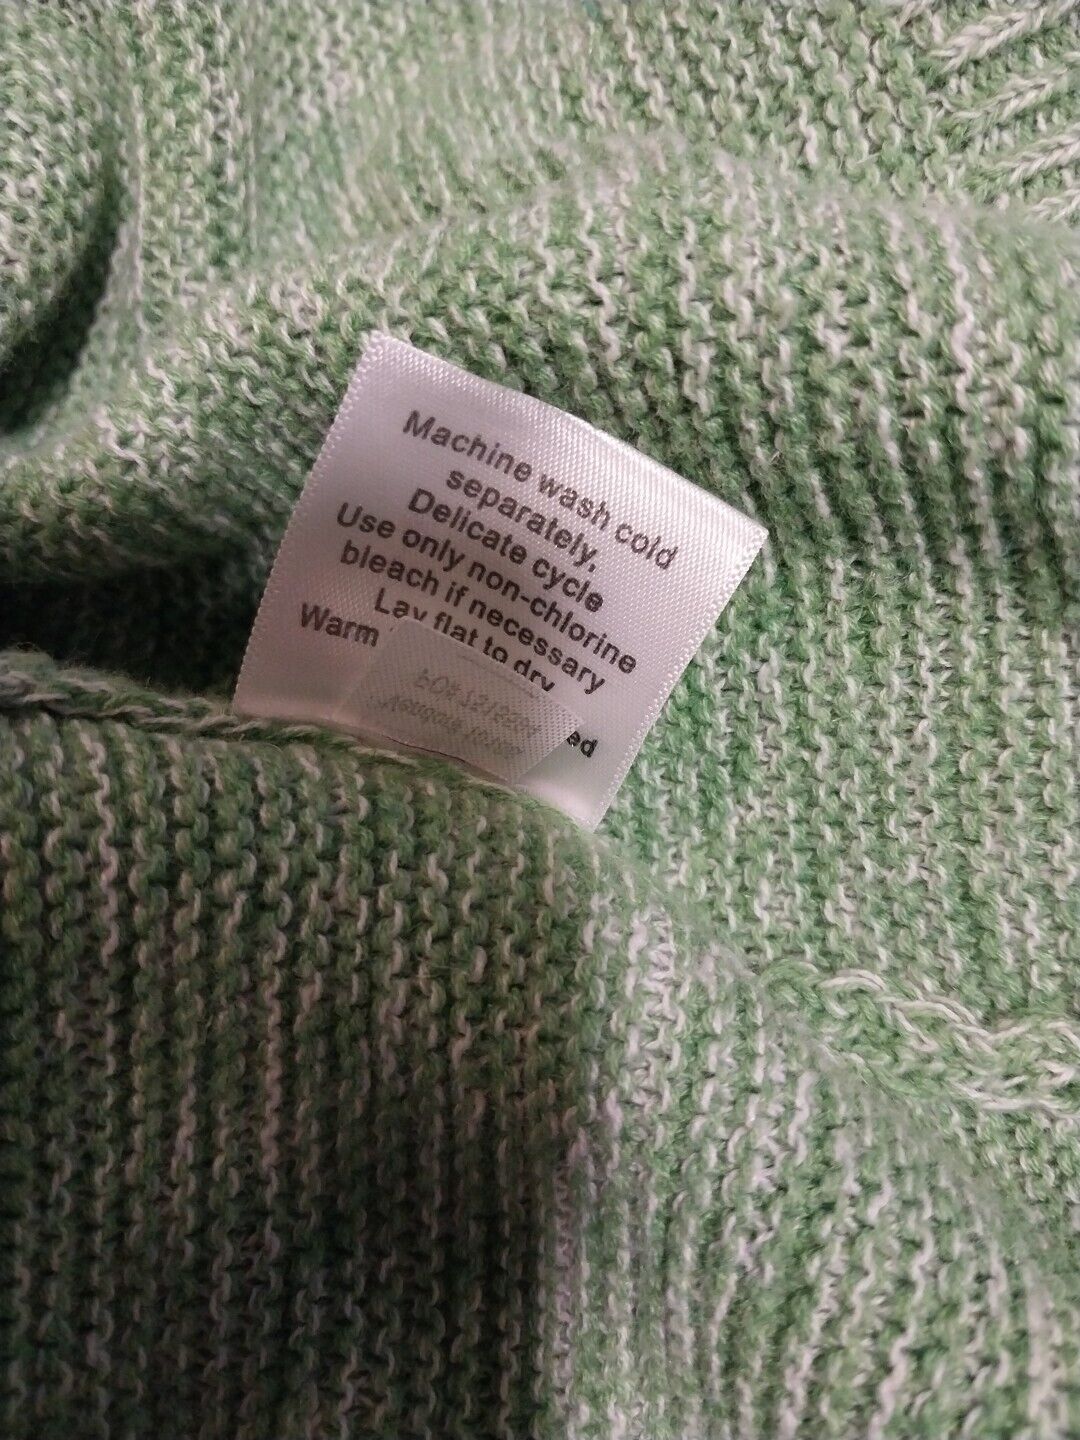 Machine wash cold
separately,
Delicate cycle
Use only non-chlorine
bleach if necessary
Lay flat to dry
Warm
ed